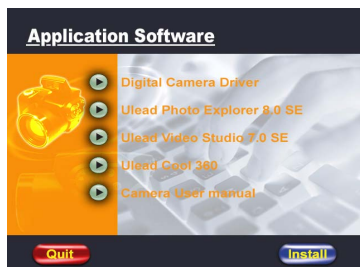 Application Software
Digital Camera Driver
Ulead Photo Explorer 8.0 SE
Ulead Video Studio 7.0 SE
Ulead Cool 360
Camera User manual
Quit
Install